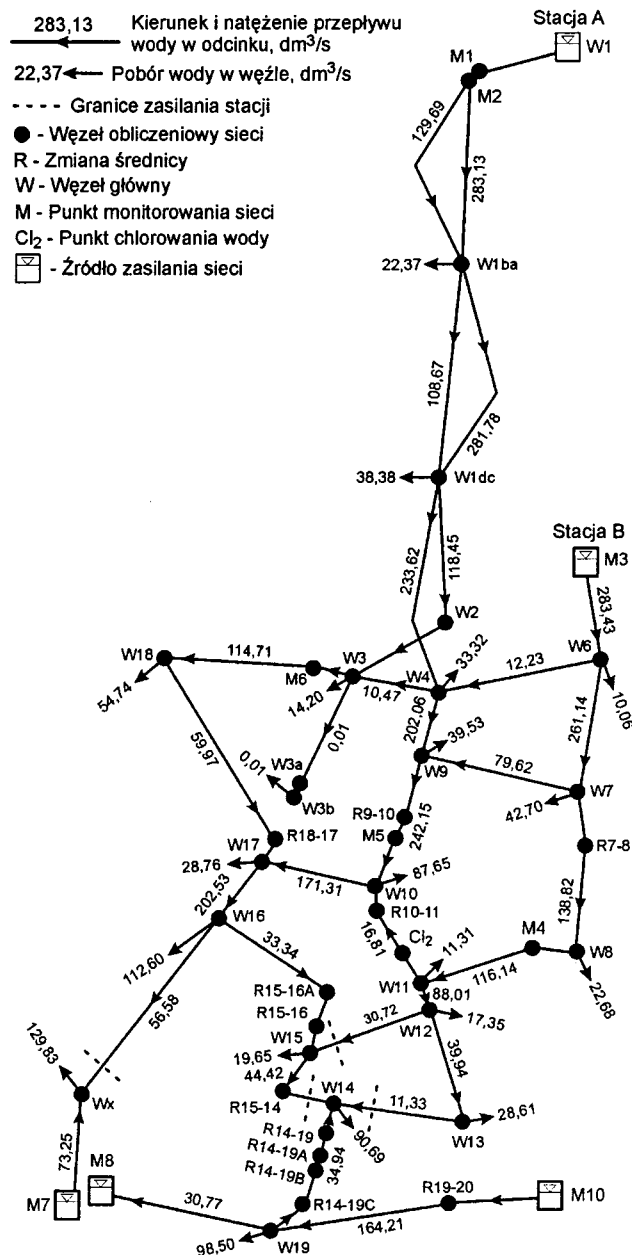 283,13
Kierunek i natężenie przepływu
wody w odcinku, dm³/s
22,37
Pobór wody w węźle, dm³/s
Granice zasilania stacji
- Węzeł obliczeniowy sieci
R - Zmiana średnicy
W - Węzeł główny
M - Punkt monitorowania sieci
Cl₂ - Punkt chlorowania wody
- Źródło zasilania sieci
Stacja A
W1
M1
M2
129,69
283,13
22,37
W1ba
108,67
281,78
38,38
W1dc
233,62
118,45
Stacja B
M3
283,43
W2
W18
114,71
M6
W3
W4
33,32
12,23
W6
54,74
14,20
10,47
202,06
10,06
261,14
59,97
0,01
39,53
W9
79,62
W7
0,01
W3a
W3b
42,70
R9-10
242,15
R18-17
M5
R7-8
W17
28,76
171,31
W10
87,65
138,82
202,53
R10-11
W16
16,81
Cl₂
M4
33,34
11,31
W8
112,60
W11
116,14
22,68
56,58
R15-16A
88,01
R15-16
30,72
W12
17,35
129,83
W15
19,65
39,94
44,42
W14
Wx
R15-14
11,33
28,61
W13
R14-19
90,69
73,25
R14-19A
M8
R14-19B
34,94
M7
30,77
R14-19C
R19-20
M10
164,21
98,50
W19